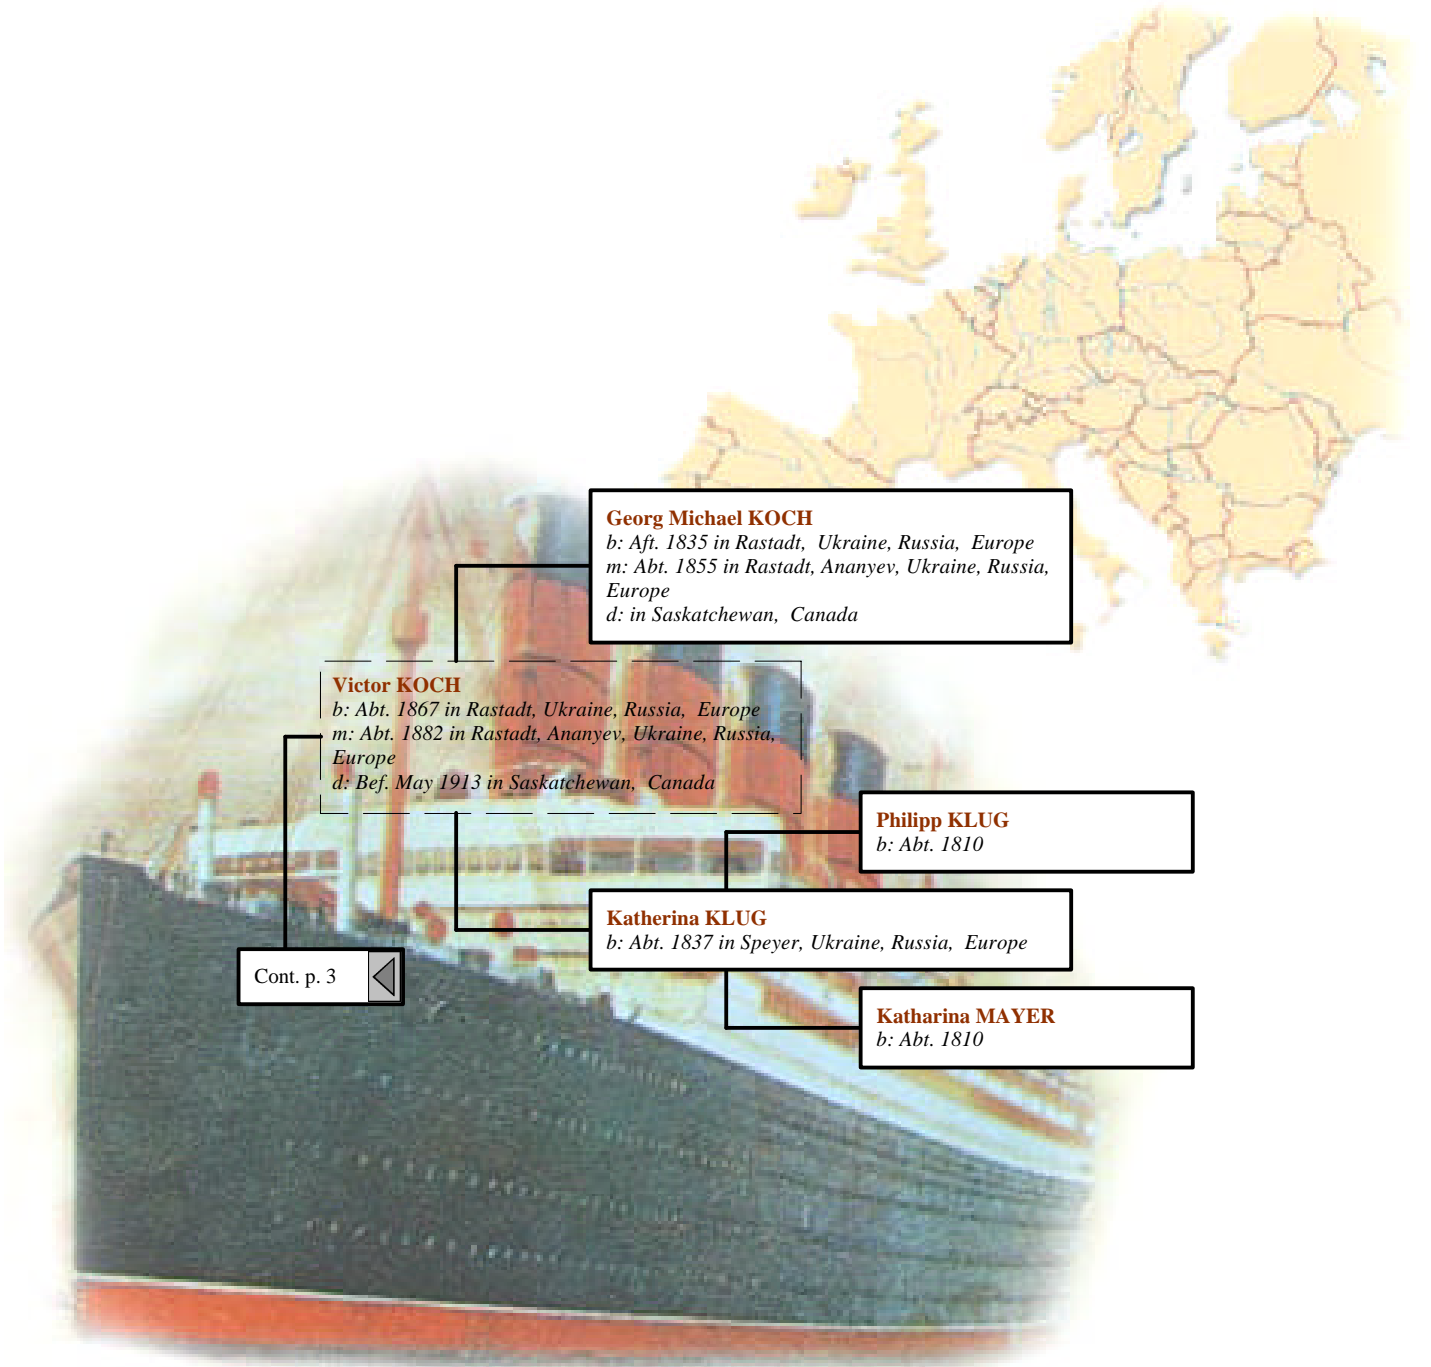 Georg Michael KOCH
b: Aft. 1835 in Rastadt, Ukraine, Russia, Europe
m: Abt. 1855 in Rastadt, Ananyev, Ukraine, Russia,
Europe
d: in Saskatchewan, Canada
Victor KOCH
b: Abt. 1867 in Rastadt, Ukraine, Russia, Europe
m: Abt. 1882 in Rastadt, Ananyev, Ukraine, Russia,
Europe
d: Bef. May 1913 in Saskatchewan, Canada
Philipp KLUG
b: Abt. 1810
Katherina KLUG
b: Abt. 1837 in Speyer, Ukraine, Russia, Europe
Cont. p. 3
Katharina MAYER
b: Abt. 1810